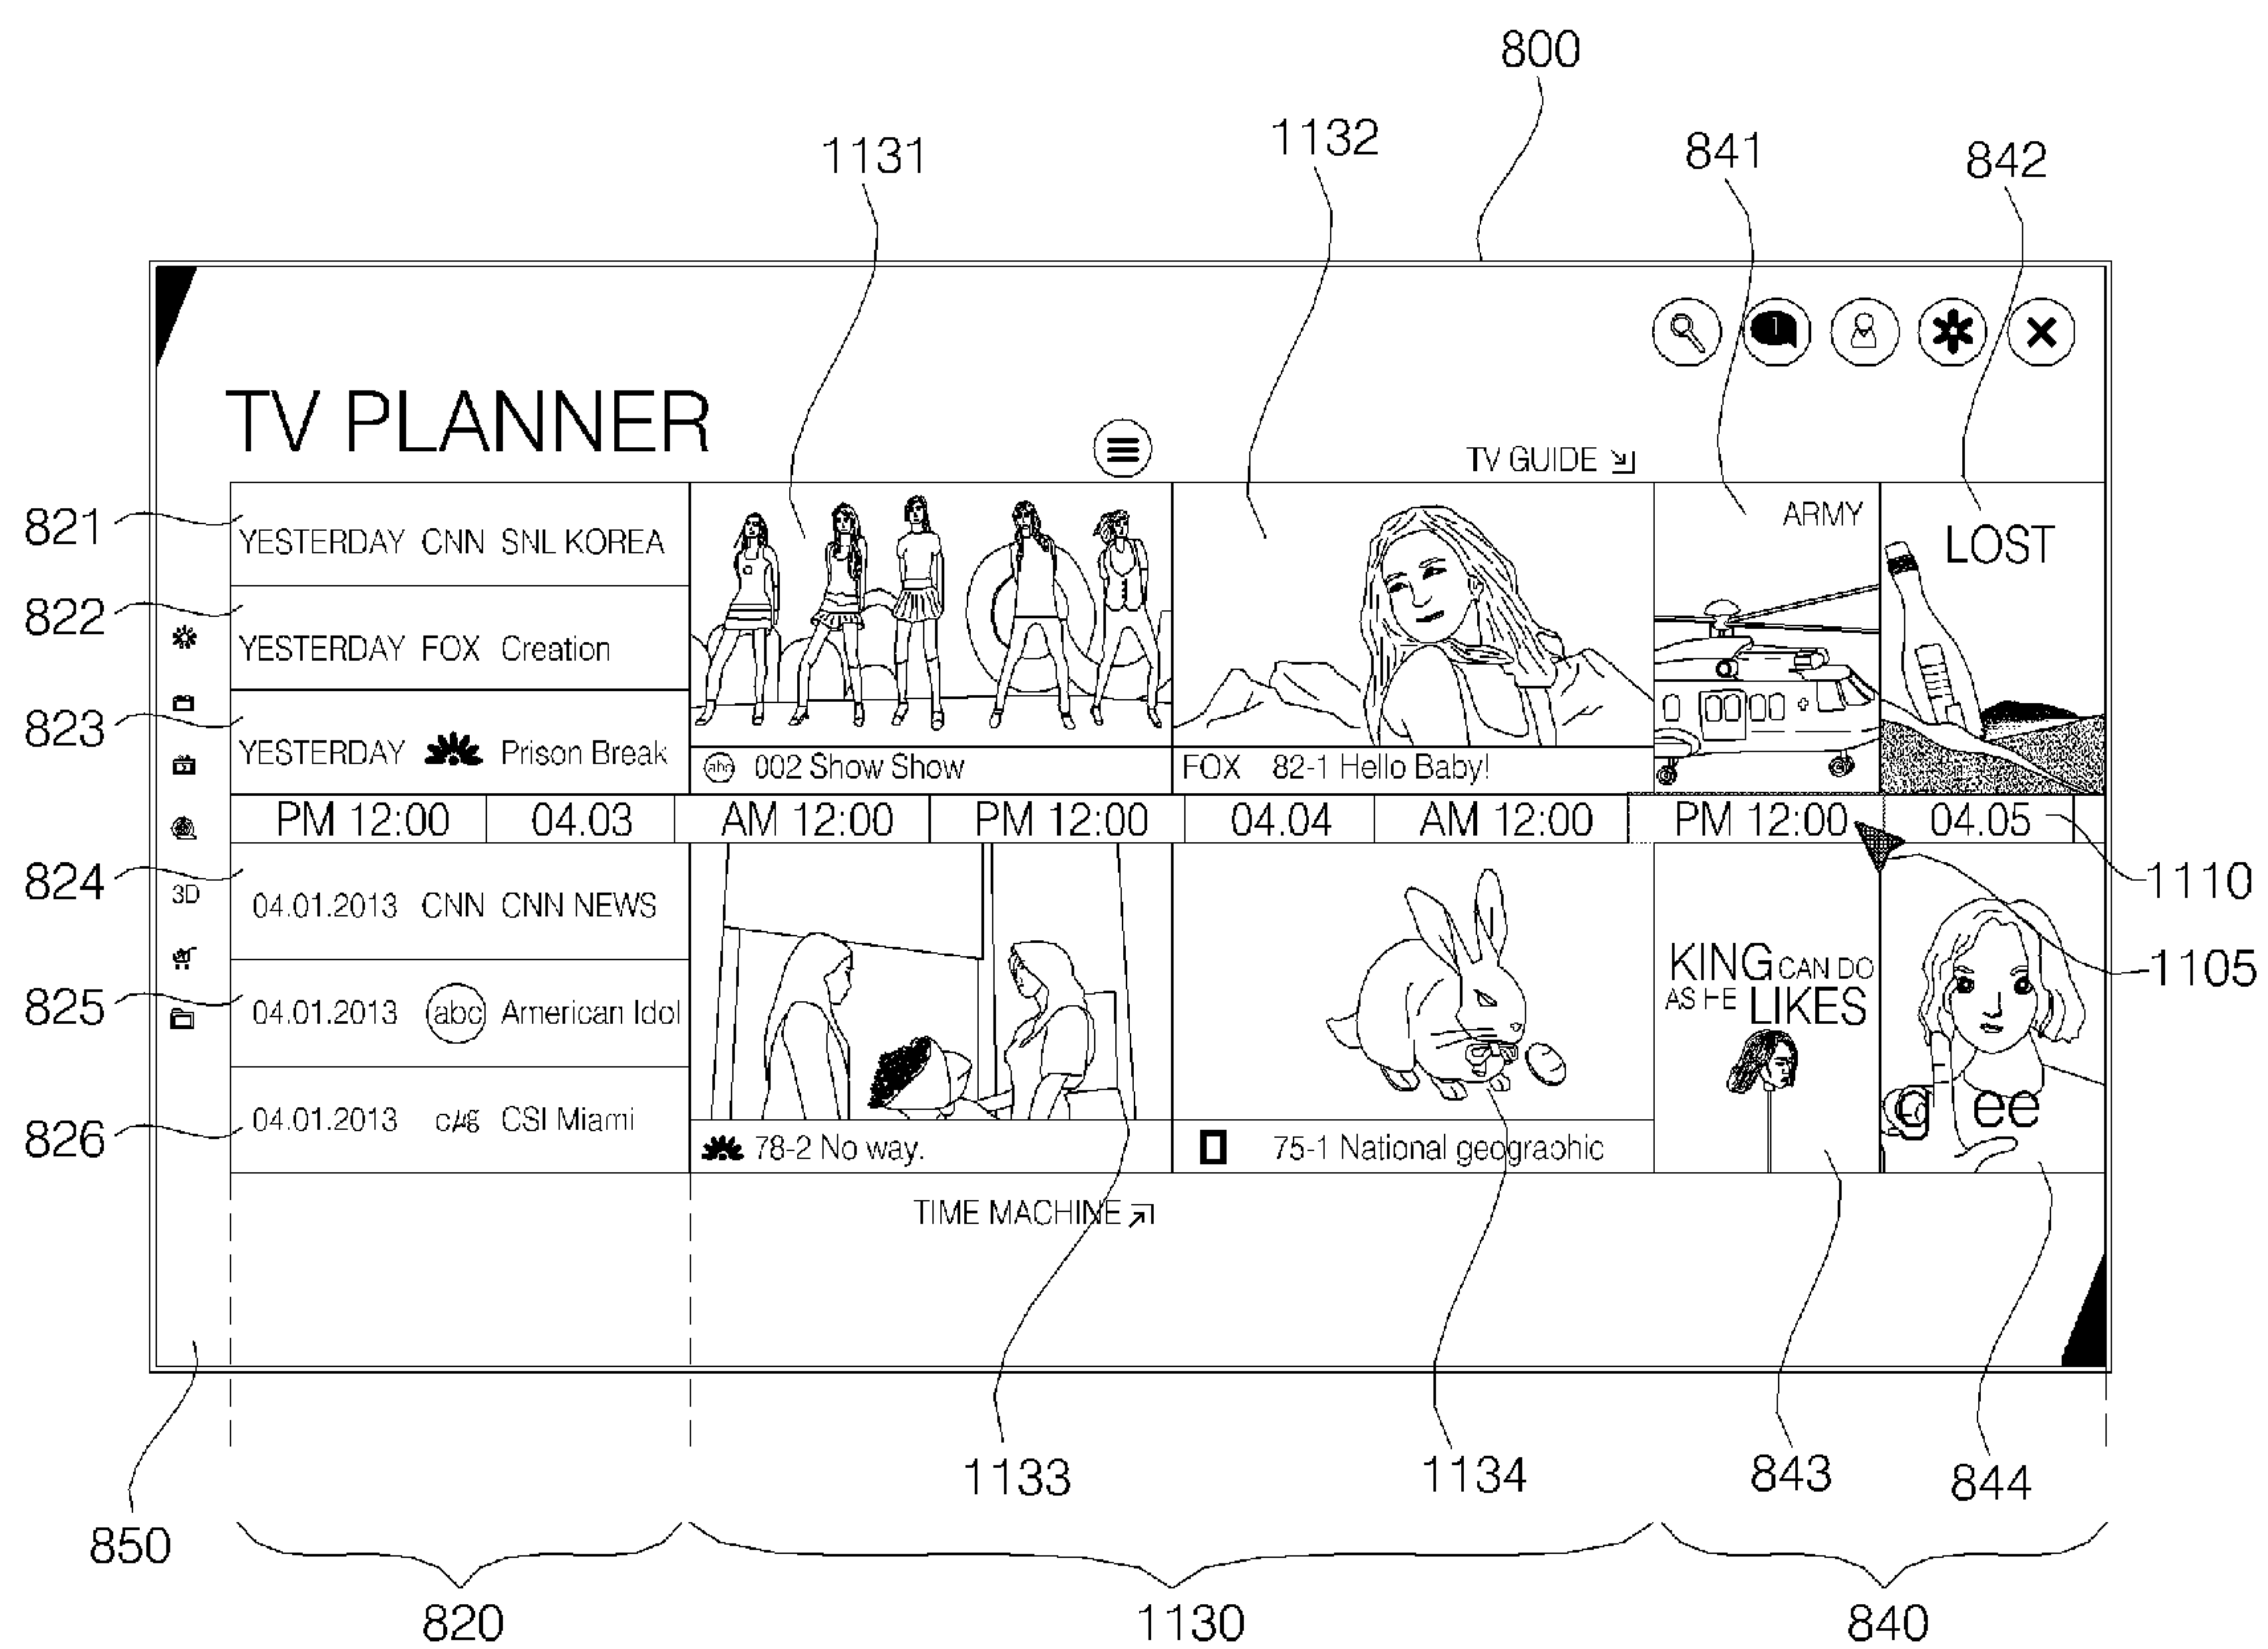 800
1131
1132
841
842
1
TV PLANNER
TV GUIDE
821
YESTERDAY CNN SNL KOREA
ARMY
LOST
822
YESTERDAY FOX Creation
823
YESTERDAY Prison Break
abc 002 Show Show
FOX 82-1 Hello Baby!
PM 12:00 04.03 AM 12:00 PM 12:00 04.04 AM 12:00 PM 12:00 04.05
824
3D
04.01.2013 CNN CNN NEWS
1110
1105
KING CAN DO
AS HE LIKES
825
04.01.2013 abc American Idol
826
04.01.2013 CSI Miami
ee
78-2 No way.
75-1 National geographic
TIME MACHINE
1133
1134
843
844
850
820
1130
840